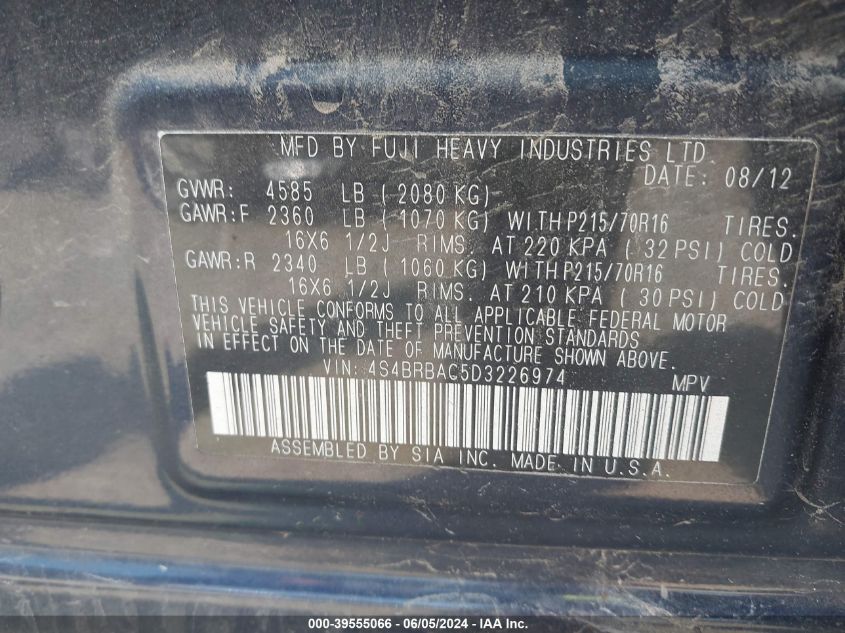 MFD BY FUJI HEAVY INDUSTRIES LTD.
DATE: 08/12
GVWR: 4585 LB ( 2080 KG)
GAWR:F 2360 LB ( 1070 KG) WITH P215/70R16 TIRES.
16X6 1/2J RIMS. AT 220 KPA ( 32 PSI) COLD
GAWR:R 2340 LB ( 1060 KG) WITH P215/70R16 TIRES.
16X6 1/2J RIMS. AT 210 KPA ( 30 PSI) COLD
THIS VEHICLE CONFORMS TO ALL APPLICABLE FEDERAL MOTOR
VEHICLE SAFETY AND THEFT PREVENTION STANDARDS
IN EFFECT ON THE DATE OF MANUFACTURE SHOWN ABOVE.
VIN: 4S4BRBAC5D3226974 MPV
ASSEMBLED BY SIA INC. MADE IN U.S.A.
000-39555066 - 06/05/2024 - IAA Inc.